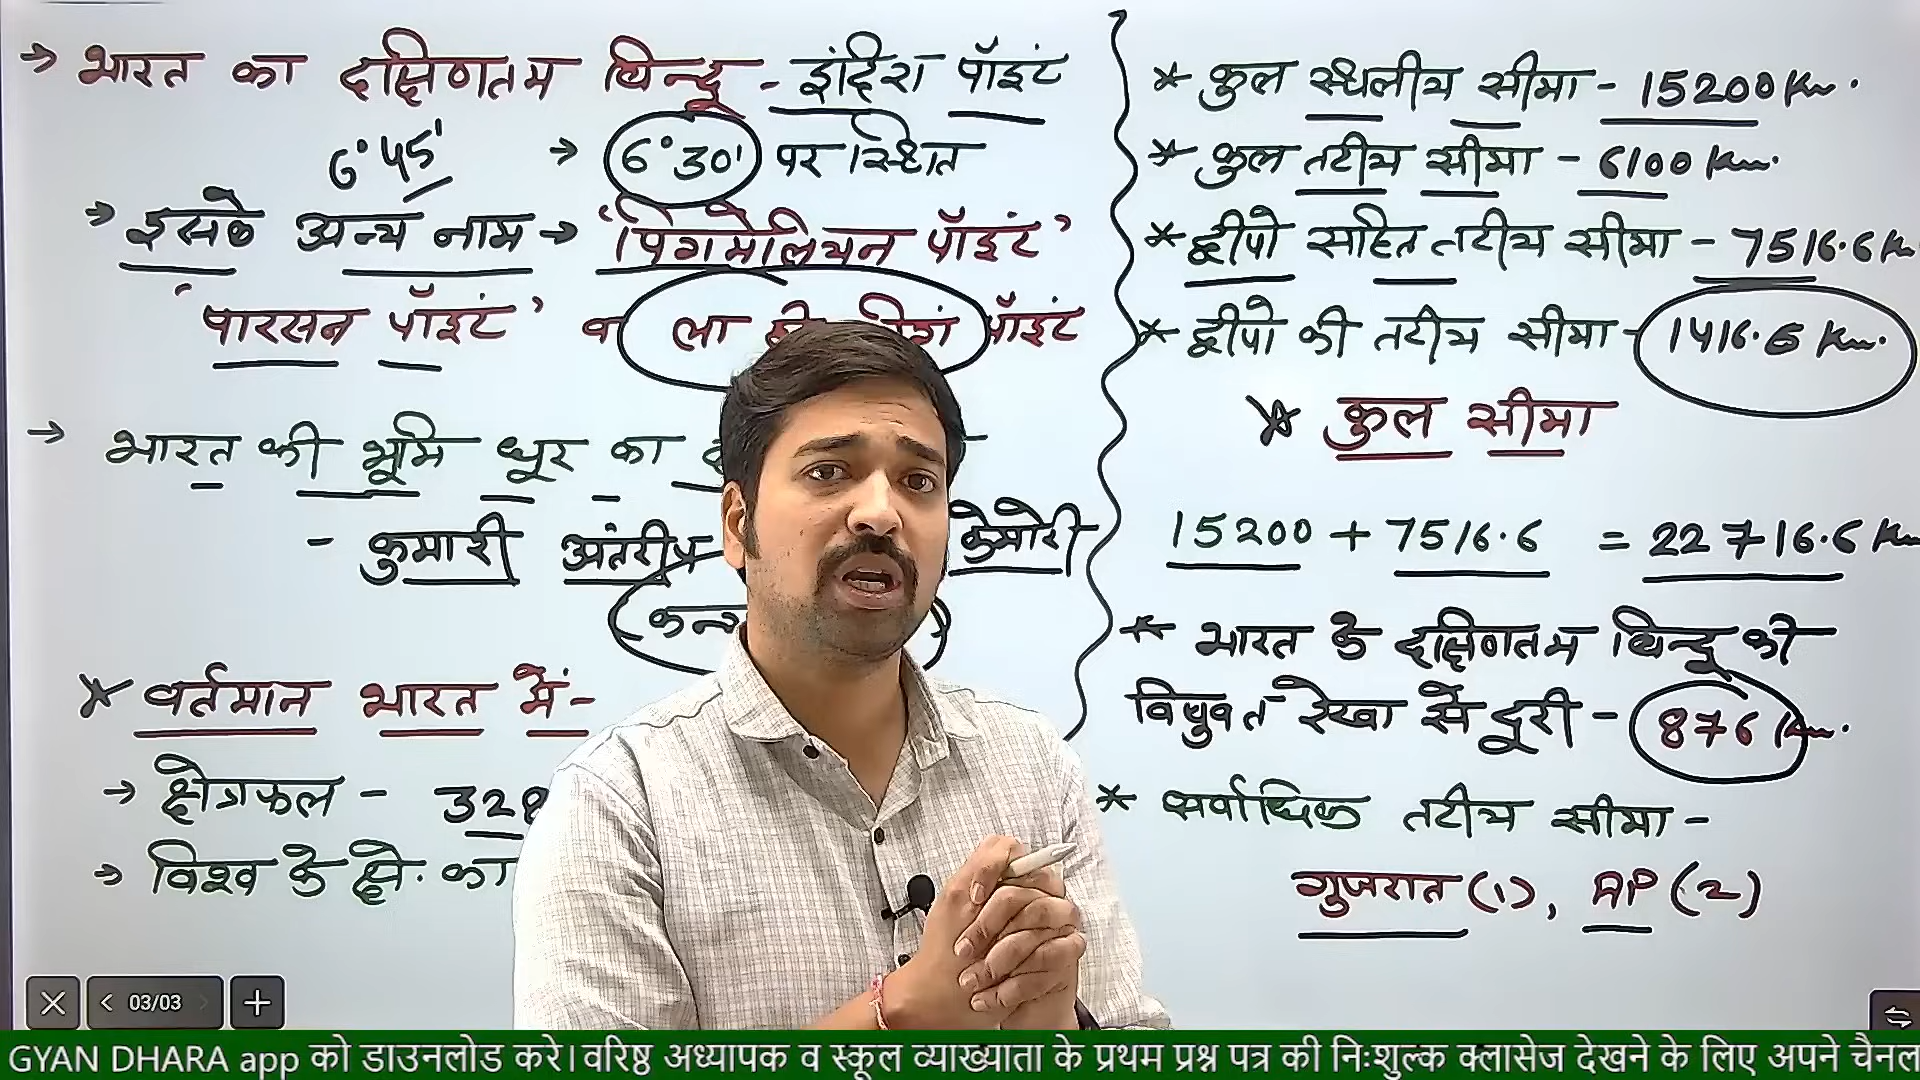 → भारत का दक्षिणतम बिन्दू - इंदिरा पॉइंट
6°45' → 6°30' पर स्थित
→ इसके अन्य नाम → 'पिगमेलियन पॉइंट'
'पारसन पॉइंट' व ला पॉइंट
→ भारत की भूमि धूर का
- कुमारी अंतरीप केमोरी
* वर्तमान भारत में-
→ क्षेत्रफल - 328
→ विश्व के क्षे. का
* कुल स्थलीय सीमा - 15200 Km.
* कुल तटीय सीमा - 6100 Km.
* द्वीपो सहित तटीय सीमा - 7516.6 Km
* द्वीपो की तटीय सीमा - 1416.6 Km.
* कुल सीमा
15200 + 7516.6 = 22716.6 Km
* भारत के दक्षिणतम बिन्दू की
विषुवत रेखा से दूरी - 876 Km.
* सर्वाधिक तटीय सीमा -
गुजरात (1), AP (2)
03/03
GYAN DHARA app को डाउनलोड करे। वरिष्ठ अध्यापक व स्कूल व्याख्याता के प्रथम प्रश्न पत्र की निःशुल्क क्लासेज देखने के लिए अपने चैनल